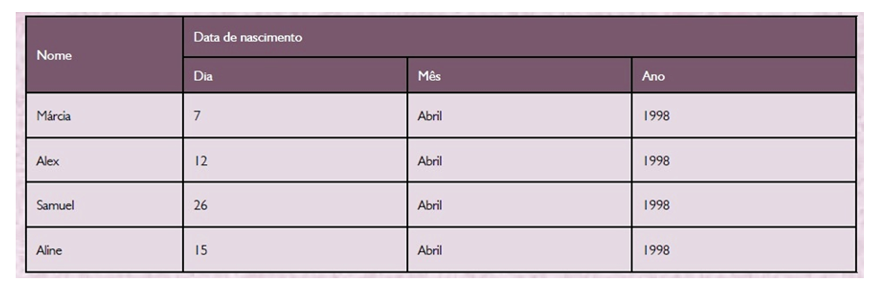 Nome
Data de nascimento
Dia Mês Ano
Márcia 7 Abril 1998
Alex 12 Abril 1998
Samuel 26 Abril 1998
Aline 15 Abril 1998